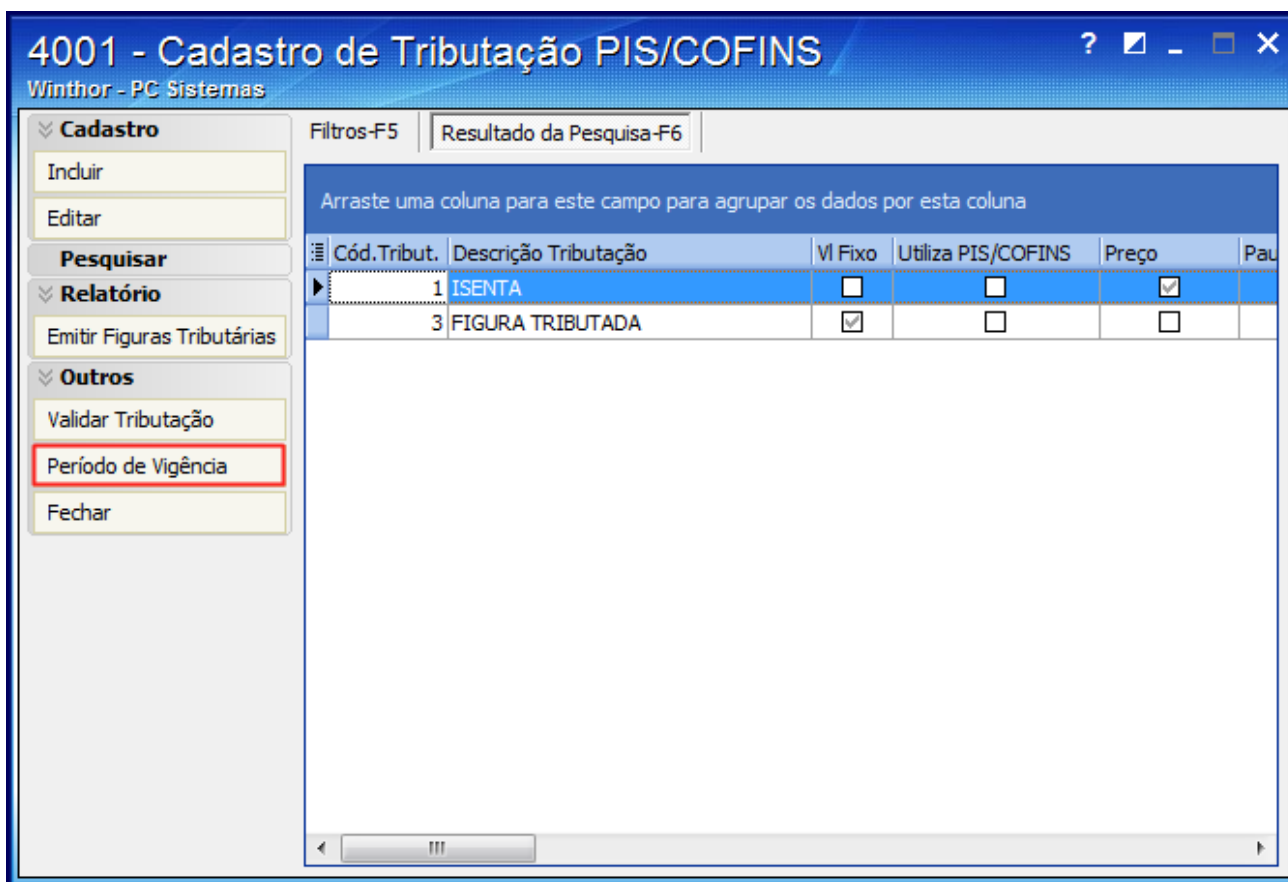 4001 - Cadastro de Tributação PIS/COFINS
Winthor - PC Sistemas
Cadastro
Incluir
Editar
Pesquisar
Relatório
Emitir Figuras Tributárias
Outros
Validar Tributação
Período de Vigência
Fechar
Filtros-F5 Resultado da Pesquisa-F6
Arraste uma coluna para este campo para agrupar os dados por esta coluna
Cód.Tribut. Descrição Tributação Vl Fixo Utiliza PIS/COFINS Preço Pau
1 ISENTA
3 FIGURA TRIBUTADA